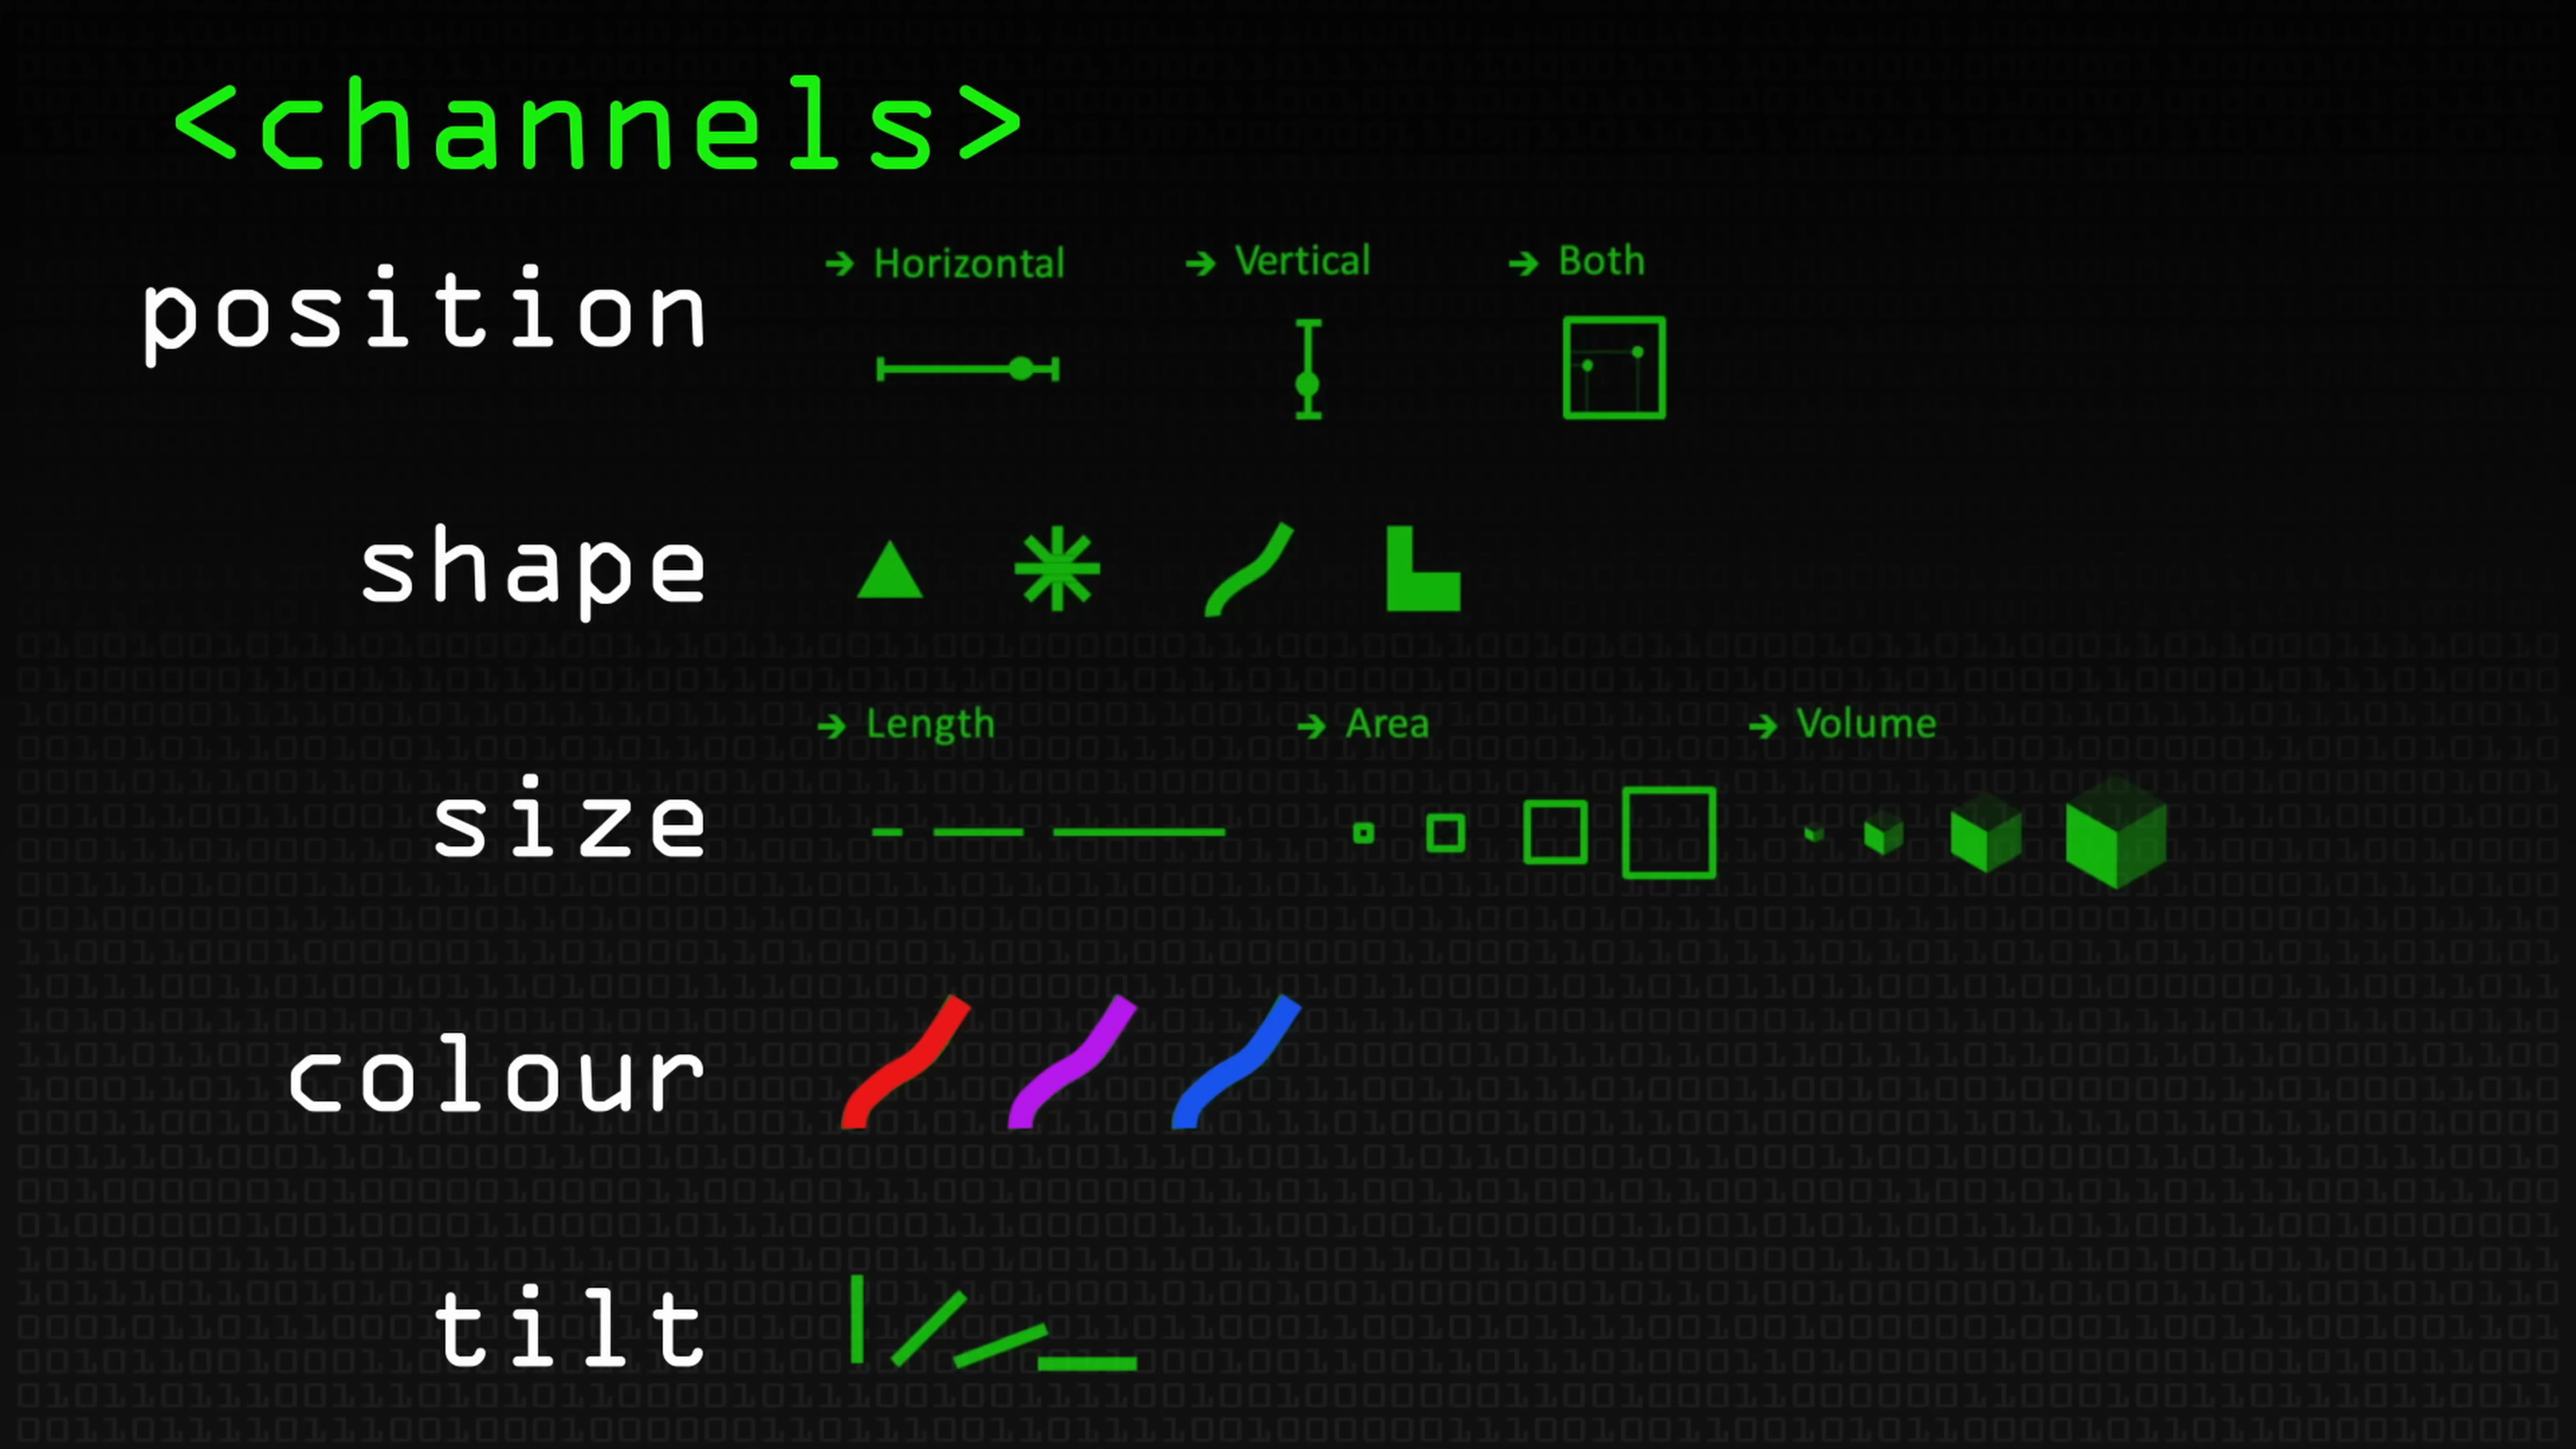 <channels>
position
→ Horizontal → Vertical → Both
shape
→ Length → Area → Volume
size
colour
tilt